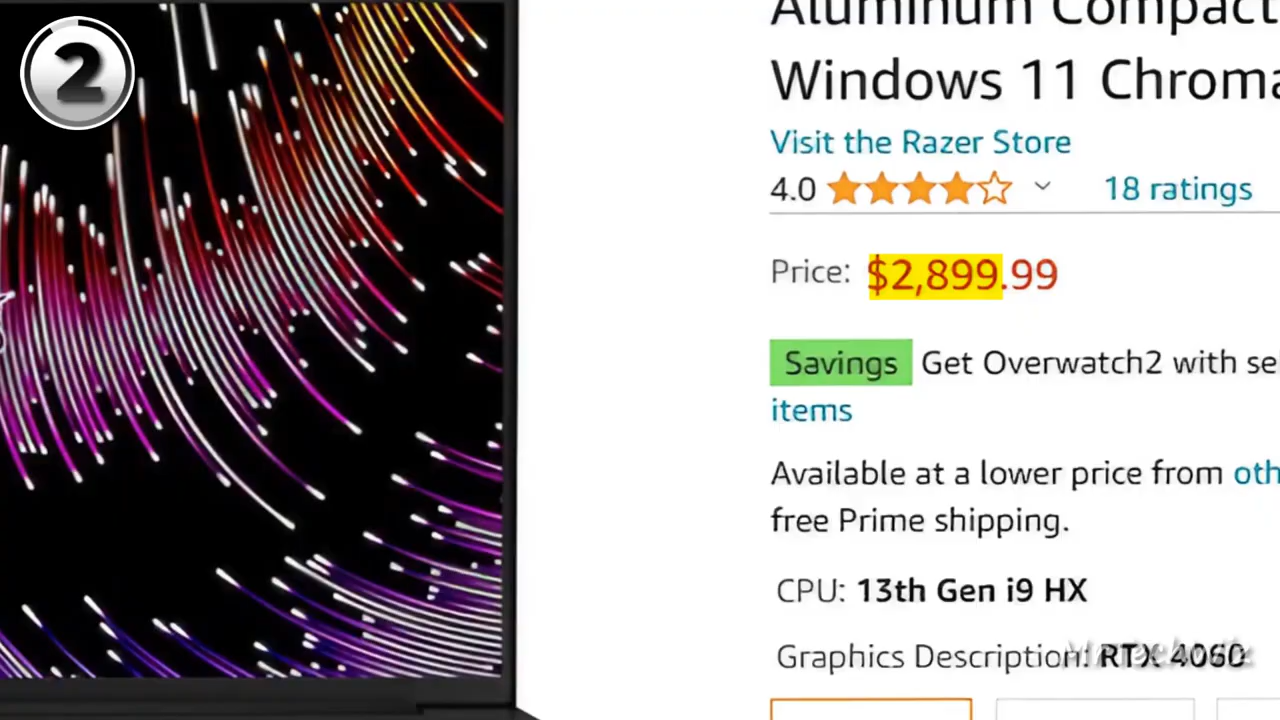 2
Aluminum Compact
Windows 11 Chroma
Visit the Razer Store
4.0 18 ratings
Price: $2,899.99
Savings Get Overwatch2 with sel
items
Available at a lower price from oth
free Prime shipping.
CPU: 13th Gen i9 HX
Graphics Description: RTX 4060